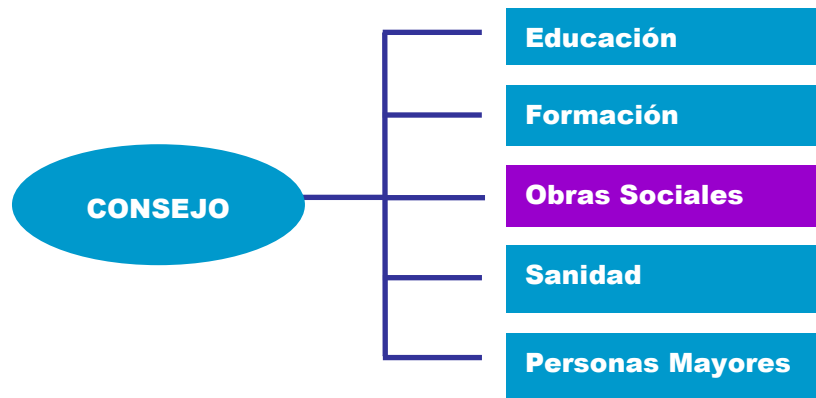 Educación
Formación
CONSEJO
Obras Sociales
Sanidad
Personas Mayores